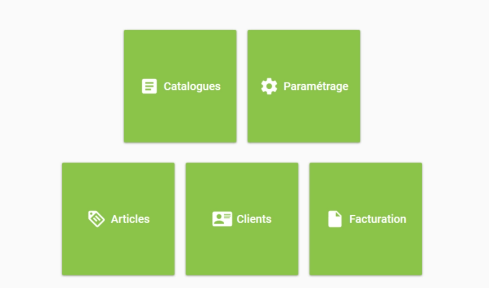 Catalogues
Paramétrage
Articles
Clients
Facturation